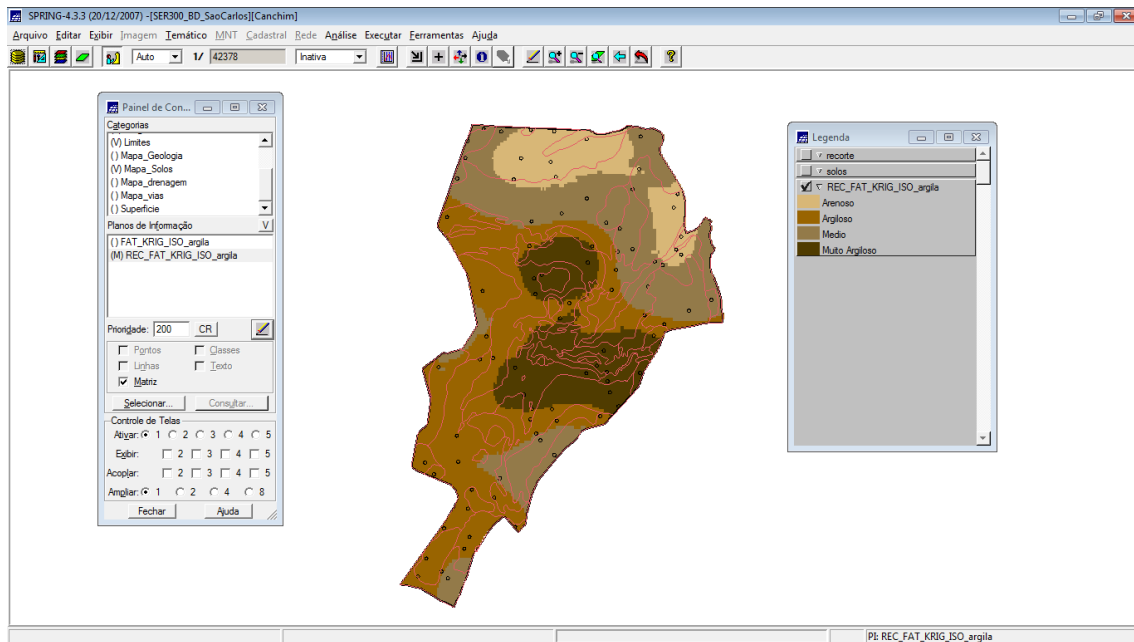 SPRING-4.3.3 (20/12/2007) -[SER300_BD_SaoCarlos][Canchim]
Arquivo Editar Exibir Imagem Temático MNT Cadastral Rede Análise Executar Ferramentas Ajuda
Auto 1/ 42378 Inativa
Painel de Con...
Categorias
(V) Limites
() Mapa_Geologia
(V) Mapa_Solos
() Mapa_drenagem
() Mapa_vias
() Superficie
Planos de Informação V
() FAT_KRIG_ISO_argila
(M) REC_FAT_KRIG_ISO_argila
Prioridade: 200 CR
Pontos Classes
Linhas Texto
Matriz
Selecionar... Consultar...
Controle de Telas
Ativar: 1 2 3 4 5
Exibir: 2 3 4 5
Acoplar: 2 3 4 5
Ampliar: 1 2 4 8
Fechar Ajuda
Legenda
recorte
solos
REC_FAT_KRIG_ISO_argila
Arenoso
Argiloso
Medio
Muito Argiloso
PI: REC_FAT_KRIG_ISO_argila